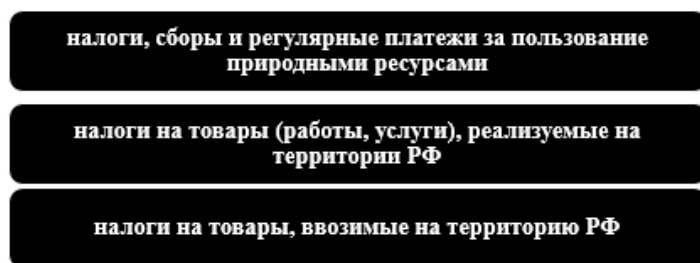 налоги, сборы и регулярные платежи за пользование
природными ресурсами
налоги на товары (работы, услуги), реализуемые на
территории РФ
налоги на товары, ввозимые на территорию РФ